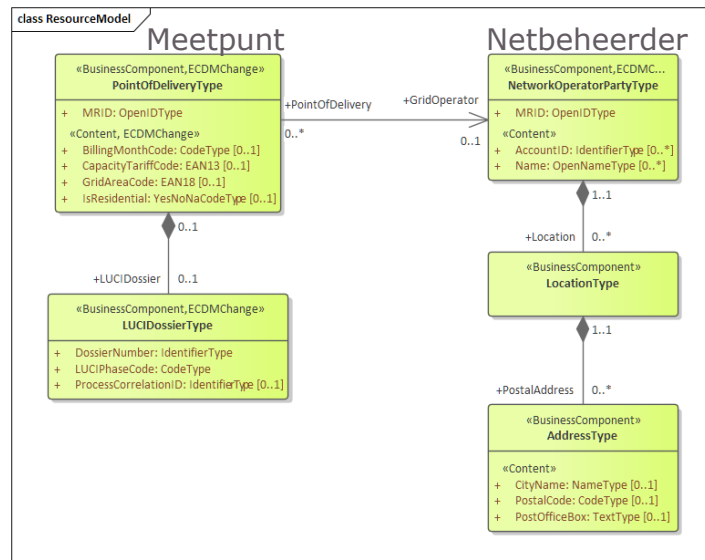 class ResourceModel
Meetpunt
Netbeheerder
«BusinessComponent,ECDMChange»
PointOfDeliveryType
+ MRID: OpenIDType
«Content, ECDMChange»
+ BillingMonthCode: CodeType [0..1]
+ CapacityTariffCode: EAN13 [0..1]
+ GridAreaCode: EAN18 [0..1]
+ IsResidential: YesNoNaCodeType [0..1]
+PointOfDelivery
0..*
+GridOperator
0..1
«BusinessComponent,ECDMC...
NetworkOperatorPartyType
+ MRID: OpenIDType
«Content»
+ AccountID: IdentifierType [0..*]
+ Name: OpenNameType [0..*]
0..1
+LUCIDossier
0..1
«BusinessComponent,ECDMChange»
LUCIDossierType
+ DossierNumber: IdentifierType
+ LUCIPhaseCode: CodeType
+ ProcessCorrelationID: IdentifierType [0..1]
1..1
+Location
0..*
«BusinessComponent»
LocationType
1..1
+PostalAddress
0..*
«BusinessComponent»
AddressType
«Content»
+ CityName: NameType [0..1]
+ PostalCode: CodeType [0..1]
+ PostOfficeBox: TextType [0..1]